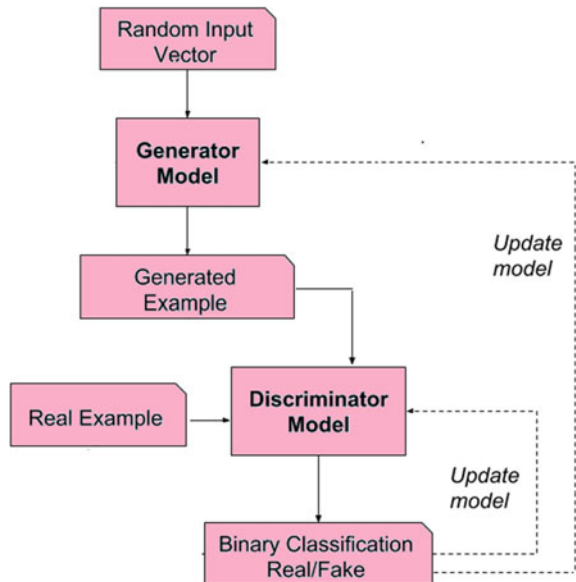 Random Input
Vector
Generator
Model
Update
model
Generated
Example
Real Example
Discriminator
Model
Update
model
Binary Classification
Real/Fake